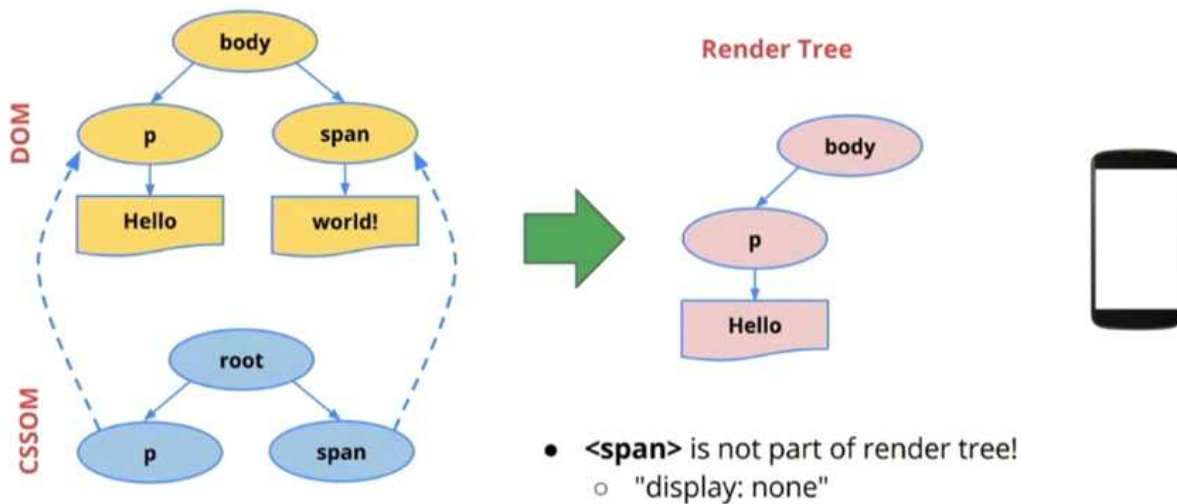 body
Render Tree
DOM
p
span
body
Hello
world!
p
Hello
root
CSSOM
p
span
● <span> is not part of render tree!
○ "display: none"